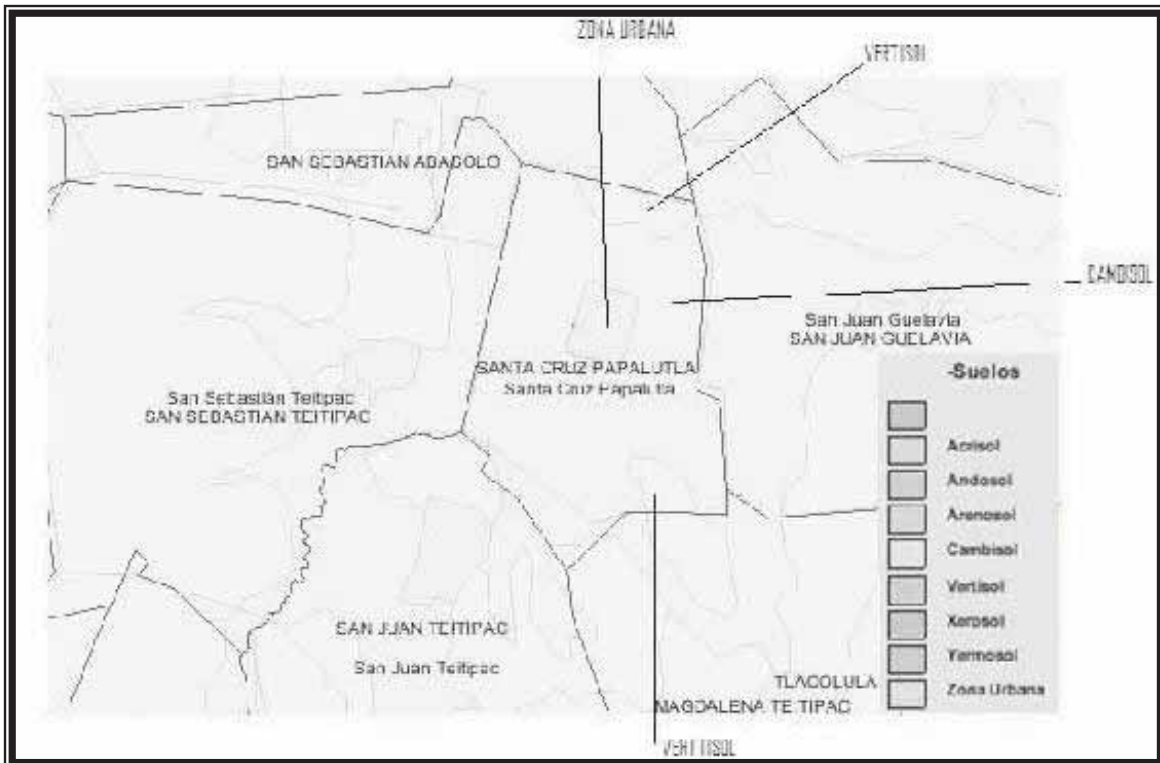 ZONA URBANA
VERTISOL
SAN SEBASTIAN ABASOLO
CAMBISOL
San Juan Guelavia
SAN JUAN GUELAVIA
SANTA CRUZ PAPALUTLA
Santa Cruz Papalutla
San Sebastián Teitipac
SAN SEBASTIAN TEITIPAC
-Suelos
Acrisol
Andosol
Arenosol
Cambisol
Vertisol
Xerosol
Yermosol
Zona Urbana
SAN JUAN TEITIPAC
San Juan Teitipac
TLACOLULA
MAGDALENA TEITIPAC
VERTTISOL